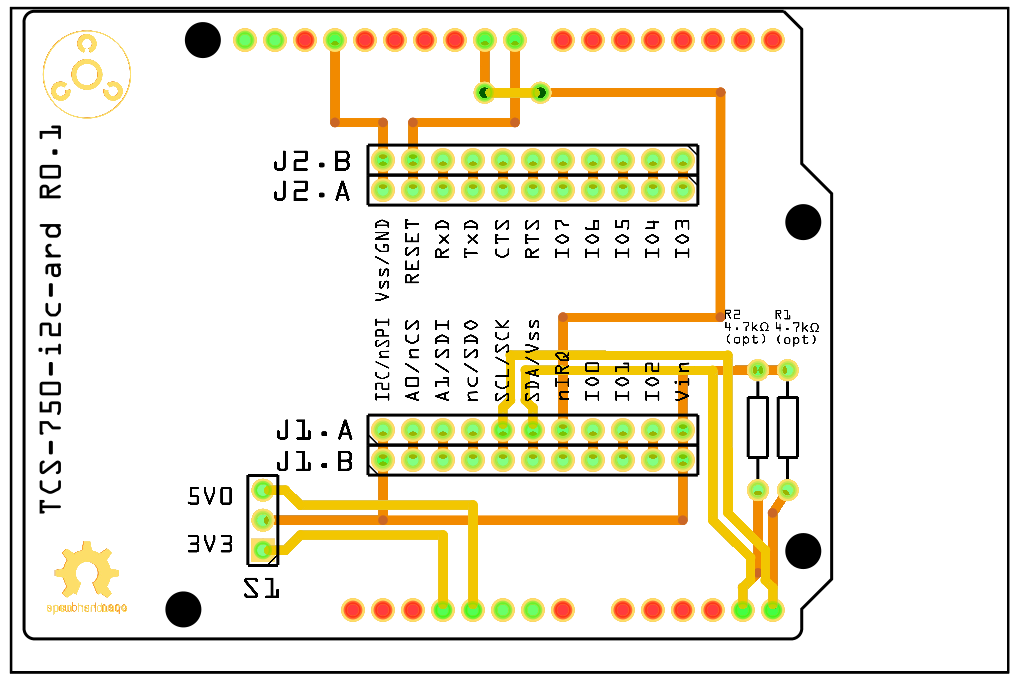 TCS-750-i2c-ard R0.1
J2.B
J2.A
Vss/GND
RESET
RxD
TxD
CTS
RTS
IO7
IO6
IO5
IO4
IO3
R2 R1
4.7kΩ 4.7kΩ
(opt) (opt)
I2C/nSPI
A0/nCS
A1/SDI
nc/SDO
SCL/SCK
SDA/Vss
nIRQ
IO0
IO1
IO2
Vin
J1.A
J1.B
5V0
3V3
S1